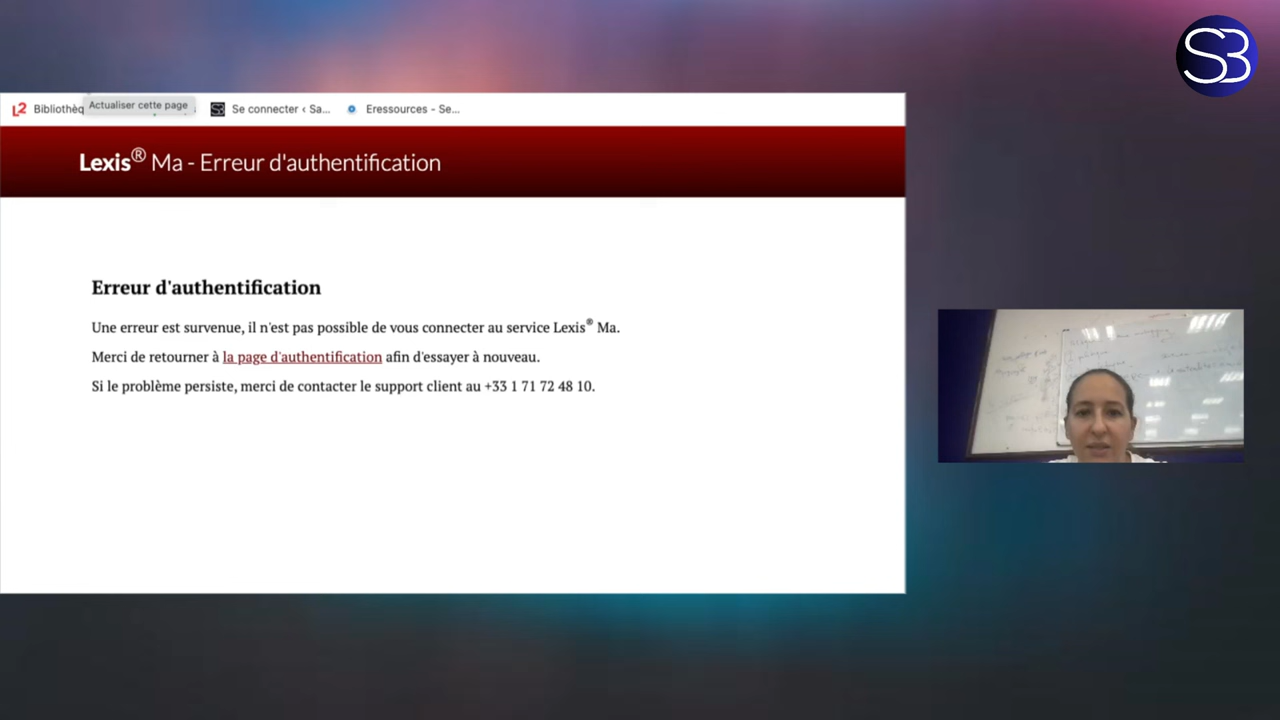 SB
L2 Bibliothèq
Actualiser cette page
Se connecter ‹ Sa...
Eressources - Se...
Lexis® Ma - Erreur d'authentification
Erreur d'authentification
Une erreur est survenue, il n'est pas possible de vous connecter au service Lexis® Ma.
Merci de retourner à la page d'authentification afin d'essayer à nouveau.
Si le problème persiste, merci de contacter le support client au +33 1 71 72 48 10.